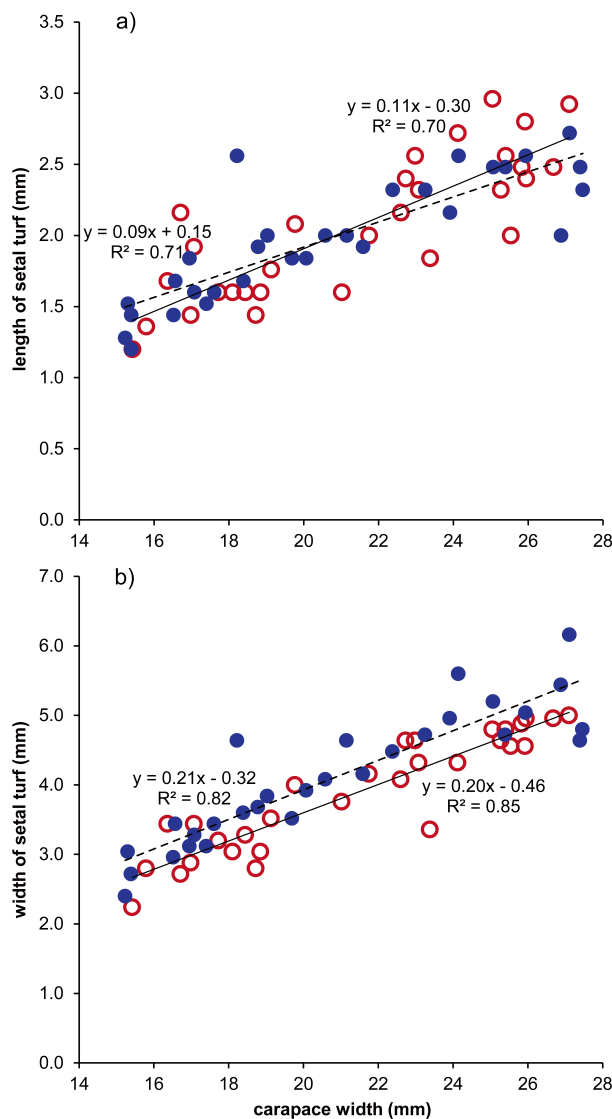 a)
3.5
3.0
2.5
2.0
1.5
1.0
0.5
0.0
length of setal turf (mm)
y = 0.11x - 0.30
R² = 0.70
y = 0.09x + 0.15
R² = 0.71
14 16 18 20 22 24 26 28
b)
7.0
6.0
5.0
4.0
3.0
2.0
1.0
0.0
width of setal turf (mm)
y = 0.21x - 0.32
R² = 0.82
y = 0.20x - 0.46
R² = 0.85
14 16 18 20 22 24 26 28
carapace width (mm)